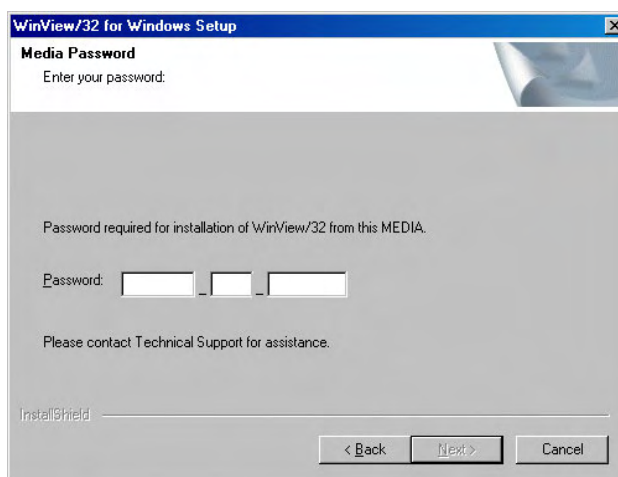 WinView/32 for Windows Setup
Media Password
Enter your password:
Password required for installation of WinView/32 from this MEDIA.
Password: _ _
Please contact Technical Support for assistance.
InstallShield
< Back Next > Cancel